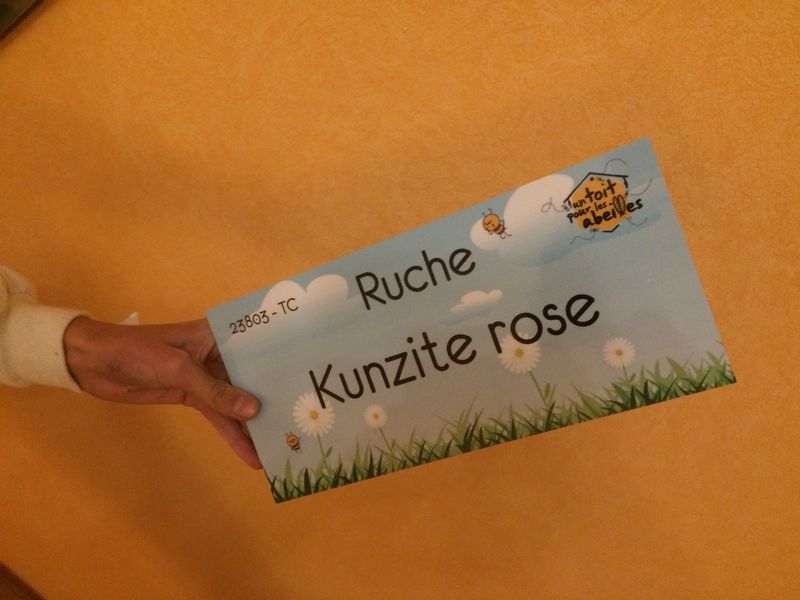 23803 - TC
Ruche
Kunzite rose
un toit
pour les
abeilles